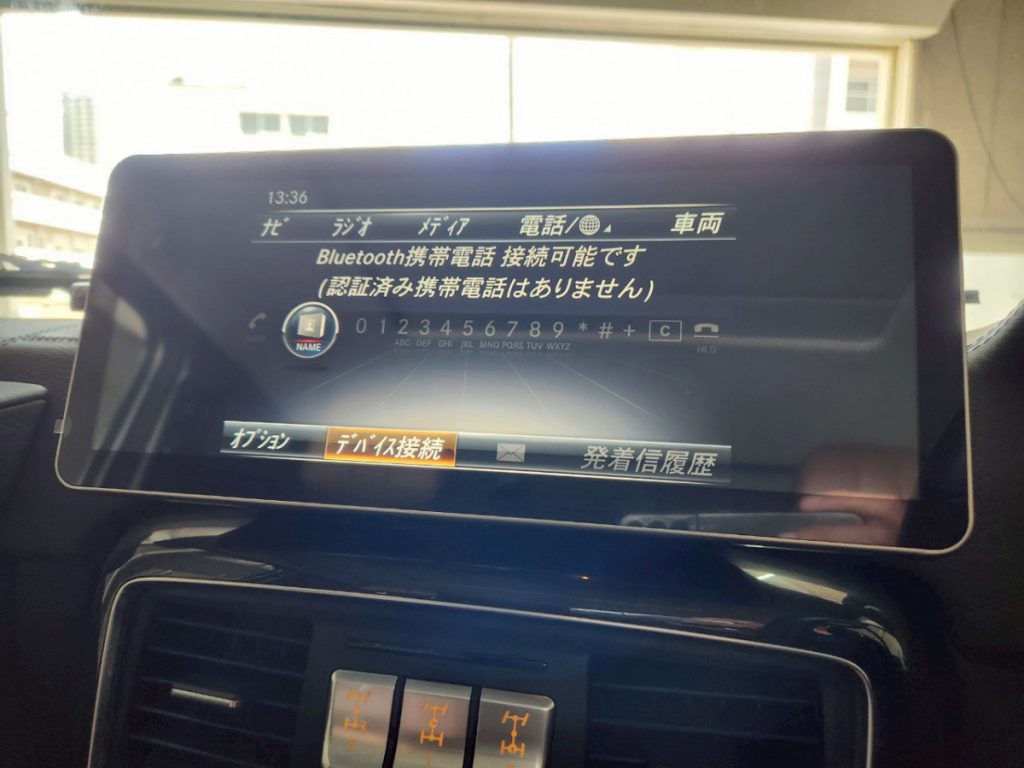 13:36
ナビ ラジオ メディア 電話/ 車両
Bluetooth携帯電話 接続可能です
(認証済み携帯電話はありません)
NAME 0 1 2 3 4 5 6 7 8 9 * # + C
ABC DEF GHI JKL MNO PQRS TUV WXYZ HLD
オプション デバイス接続 発着信履歴